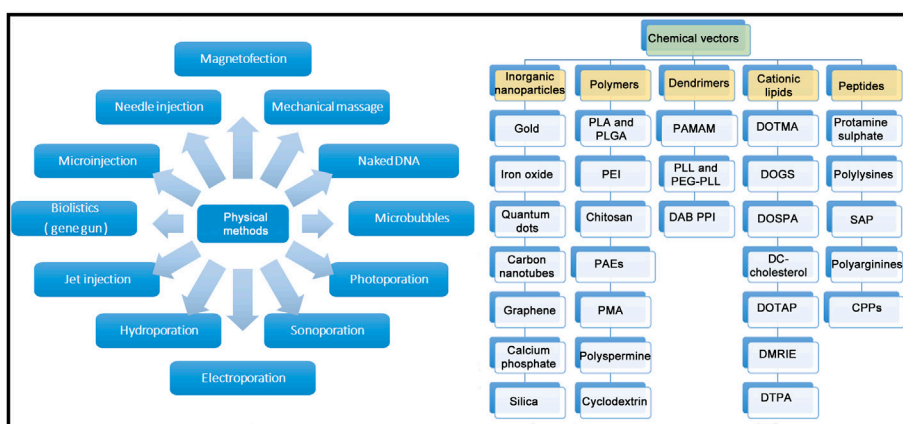 Magnetofection
Needle injection
Mechanical massage
Microinjection
Naked DNA
Biolistics
( gene gun)
Physical
methods
Microbubbles
Jet injection
Photoporation
Hydroporation
Sonoporation
Electroporation
Chemical vectors
Inorganic
nanoparticles
Gold
Iron oxide
Quantum
dots
Carbon
nanotubes
Graphene
Calcium
phosphate
Silica
Polymers
PLA and
PLGA
PEI
Chitosan
PAEs
PMA
Polyspermine
Cyclodextrin
Dendrimers
PAMAM
PLL and
PEG-PLL
DAB PPI
Cationic
lipids
DOTMA
DOGS
DOSPA
DC-
cholesterol
DOTAP
DMRIE
DTPA
Peptides
Protamine
sulphate
Polylysines
SAP
Polyarginines
CPPs